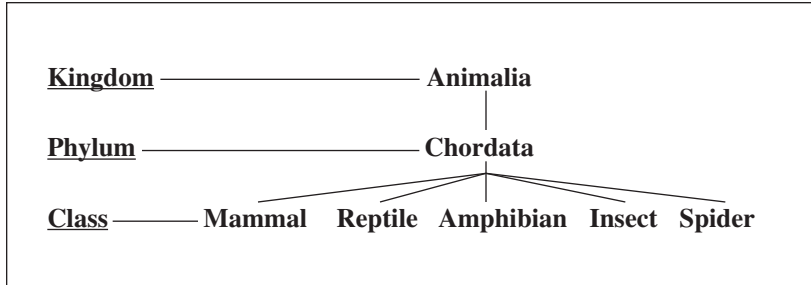 Kingdom Animalia
Phylum Chordata
Class Mammal Reptile Amphibian Insect Spider